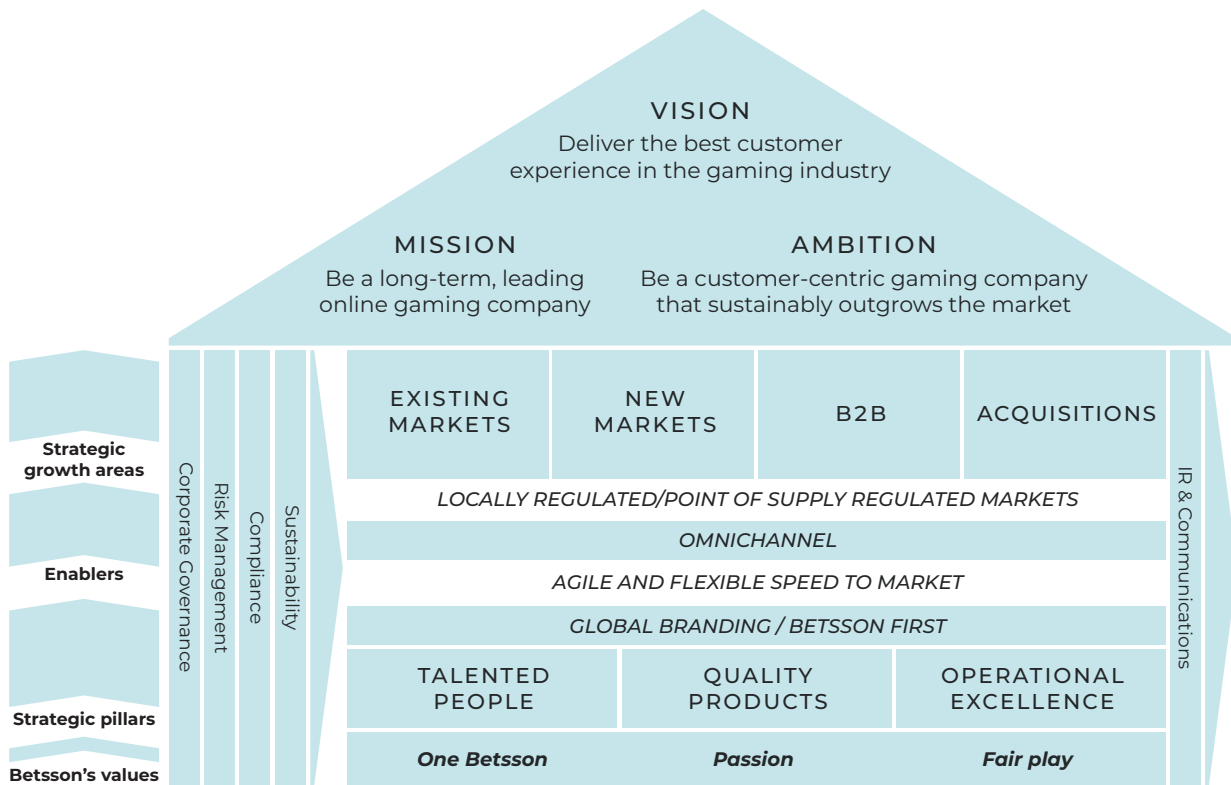 VISION
Deliver the best customer
experience in the gaming industry
MISSION
Be a long-term, leading
online gaming company
AMBITION
Be a customer-centric gaming company
that sustainably outgrows the market
Strategic
growth areas
Enablers
Strategic pillars
Betsson's values
Corporate Governance
Risk Management
Compliance
Sustainability
EXISTING
MARKETS
NEW
MARKETS
B2B
ACQUISITIONS
LOCALLY REGULATED/POINT OF SUPPLY REGULATED MARKETS
OMNICHANNEL
AGILE AND FLEXIBLE SPEED TO MARKET
GLOBAL BRANDING / BETSSON FIRST
TALENTED
PEOPLE
QUALITY
PRODUCTS
OPERATIONAL
EXCELLENCE
One Betsson
Passion
Fair play
IR & Communications